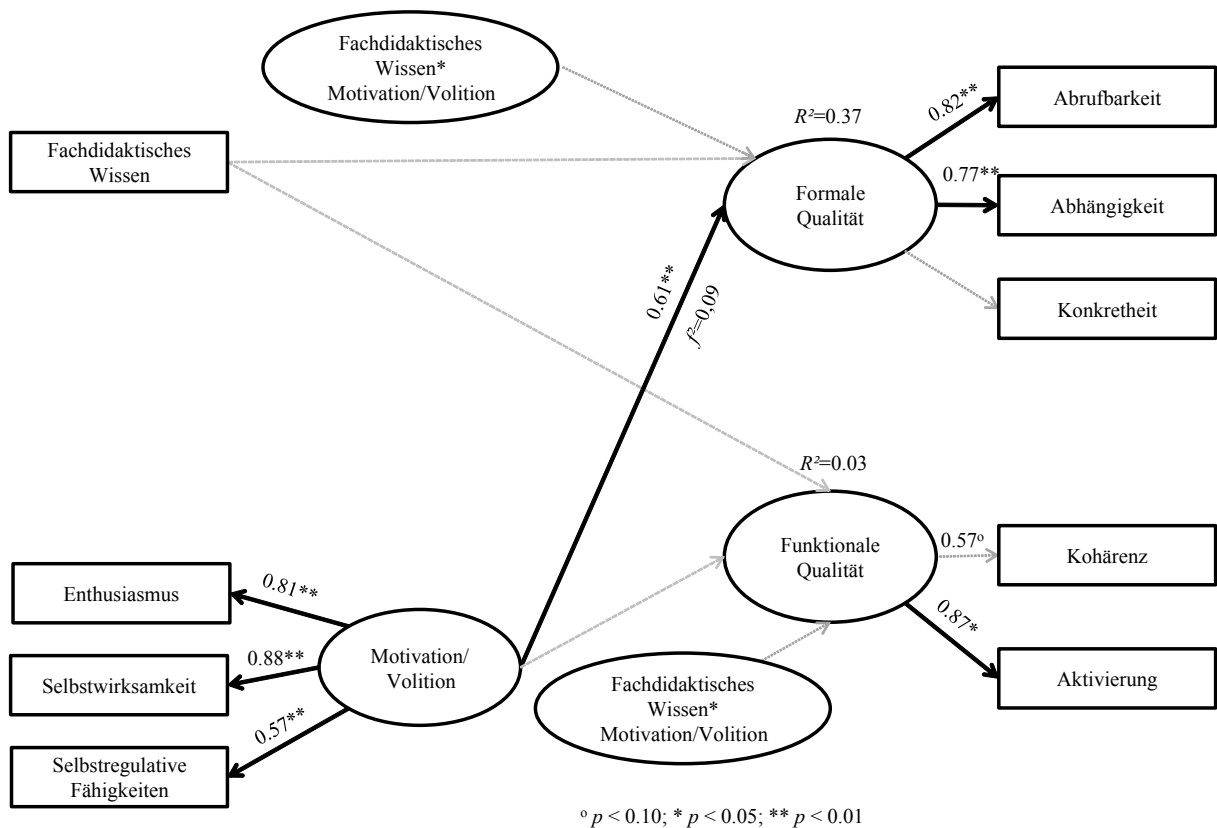 Fachdidaktisches
Wissen*
Motivation/Volition
Fachdidaktisches
Wissen
R²=0.37
Formale
Qualität
0.82**
Abrufbarkeit
0.77**
Abhängigkeit
Konkretheit
0.61**
f²=0,09
R²=0.03
Funktionale
Qualität
0.57°
Kohärenz
0.87*
Aktivierung
Enthusiasmus
0.81**
Selbstwirksamkeit
0.88**
Selbstregulative
Fähigkeiten
0.57**
Motivation/
Volition
Fachdidaktisches
Wissen*
Motivation/Volition
° p < 0.10; * p < 0.05; ** p < 0.01